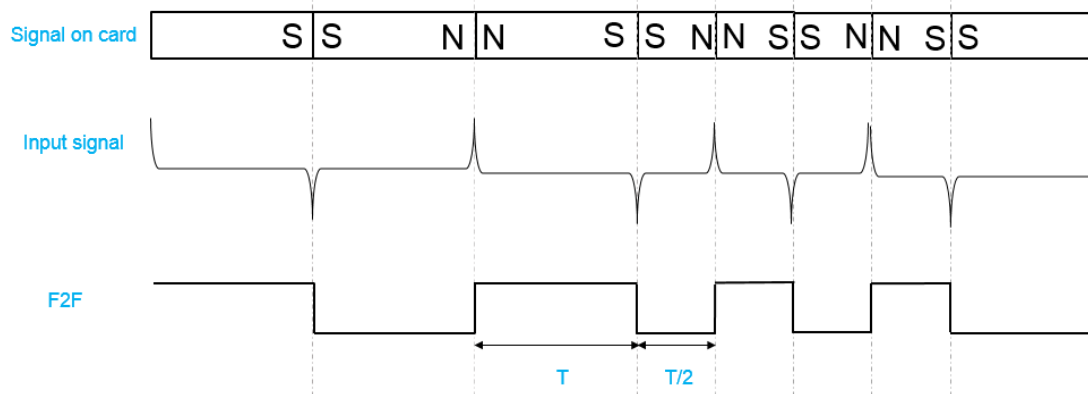 Signal on card S S N N S S N N S S N N S S
Input signal
F2F
T T/2